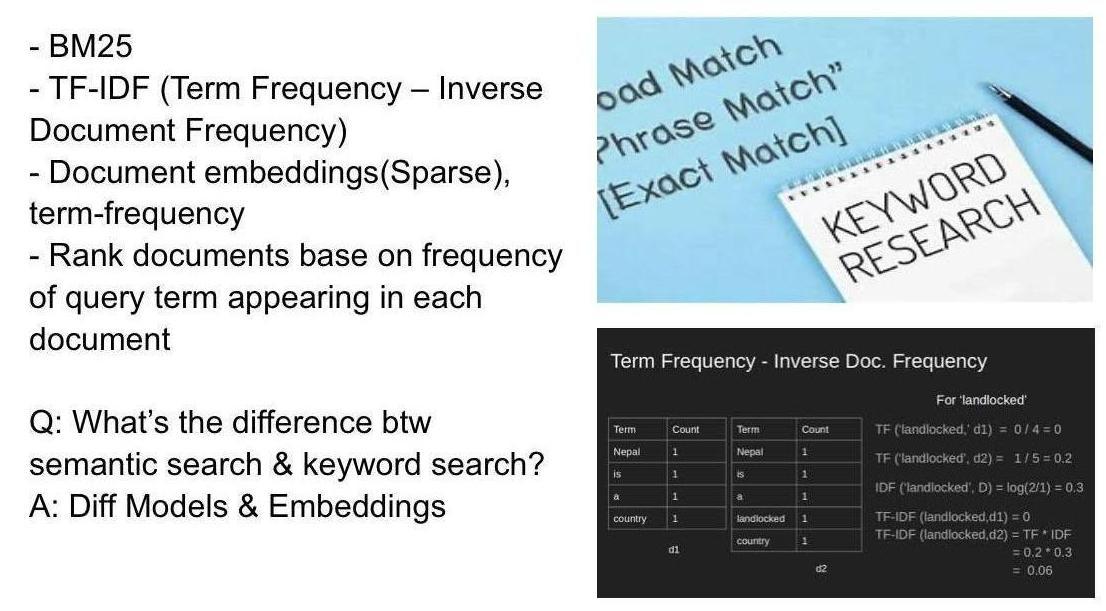 - BM25
- TF-IDF (Term Frequency – Inverse
Document Frequency)
- Document embeddings(Sparse),
term-frequency
- Rank documents base on frequency
of query term appearing in each
document
Q: What's the difference btw
semantic search & keyword search?
A: Diff Models & Embeddings
oad Match
Phrase Match"
[Exact Match]
KEYWORD
RESEARCH
Term Frequency - Inverse Doc. Frequency
Term Count
Nepal 1
is 1
a 1
country 1
d1
Term Count
Nepal 1
is 1
a 1
landlocked 1
country 1
d2
For 'landlocked'
TF ('landlocked,' d1) = 0 / 4 = 0
TF ('landlocked', d2) = 1 / 5 = 0.2
IDF ('landlocked', D) = log(2/1) = 0.3
TF-IDF (landlocked,d1) = 0
TF-IDF (landlocked,d2) = TF * IDF
= 0.2 * 0.3
= 0.06